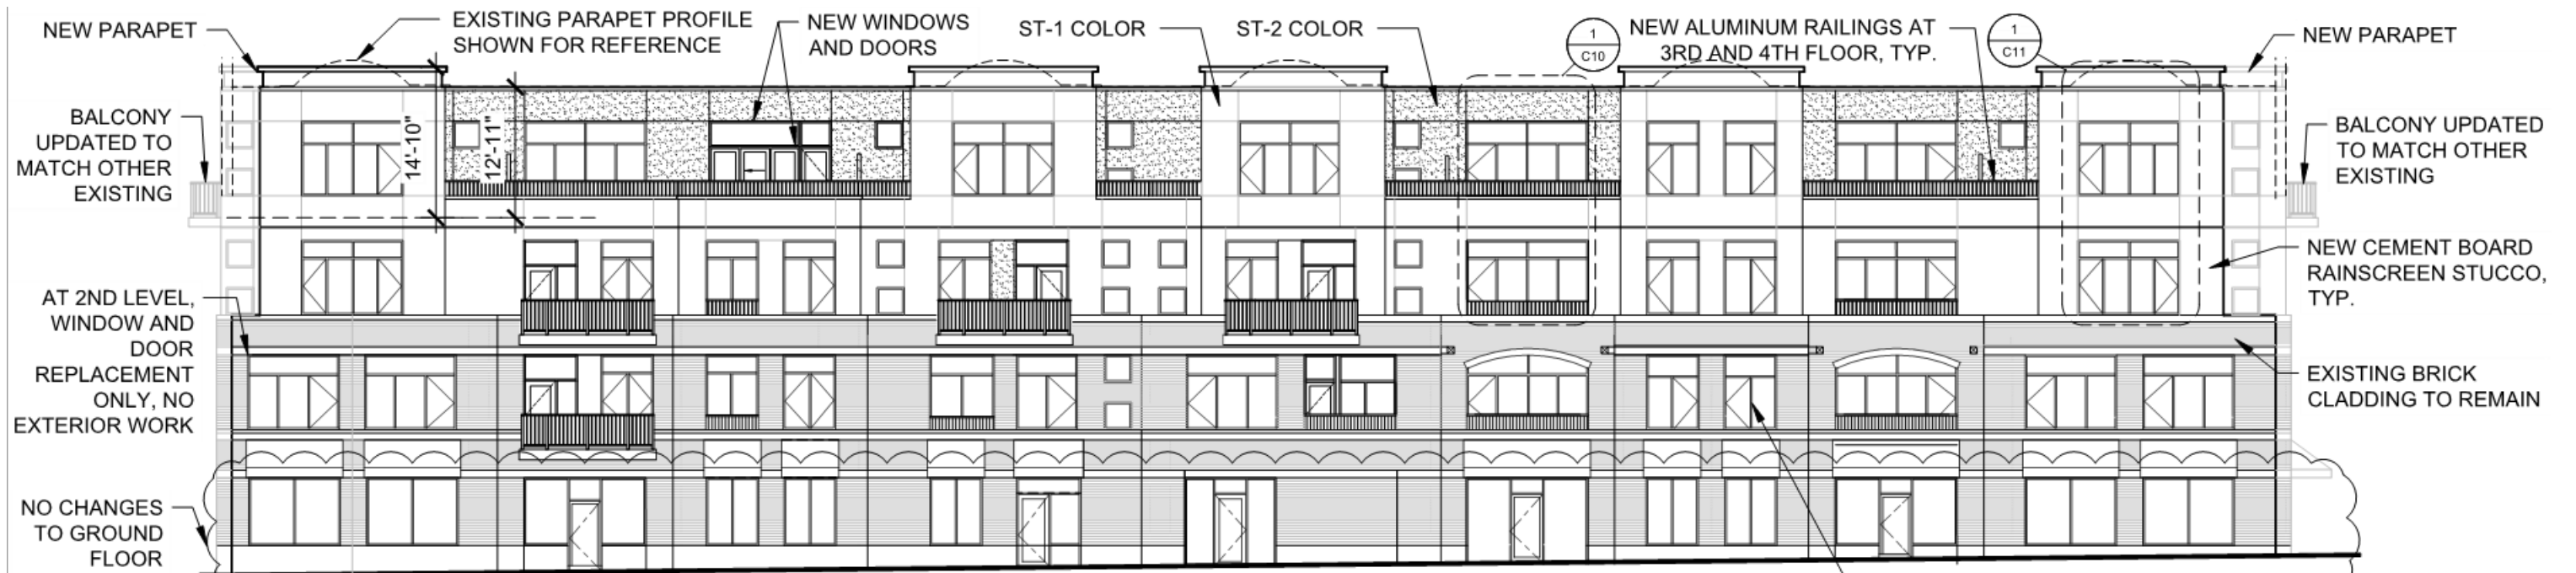 NEW PARAPET
EXISTING PARAPET PROFILE
SHOWN FOR REFERENCE
NEW WINDOWS
AND DOORS
ST-1 COLOR
ST-2 COLOR
1
C10
NEW ALUMINUM RAILINGS AT
3RD AND 4TH FLOOR, TYP.
1
C11
NEW PARAPET
BALCONY
UPDATED TO
MATCH OTHER
EXISTING
14'-10"
12'-11"
BALCONY UPDATED
TO MATCH OTHER
EXISTING
NEW CEMENT BOARD
RAINSCREEN STUCCO,
TYP.
AT 2ND LEVEL,
WINDOW AND
DOOR
REPLACEMENT
ONLY, NO
EXTERIOR WORK
EXISTING BRICK
CLADDING TO REMAIN
NO CHANGES
TO GROUND
FLOOR